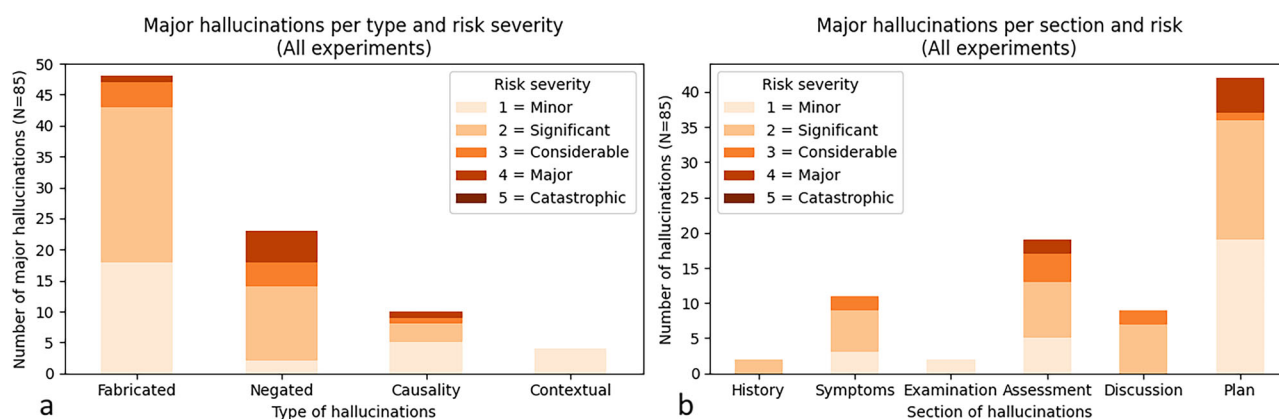 Major hallucinations per type and risk severity
(All experiments)
Number of major hallucinations (N=85)
50
45
40
35
30
25
20
15
10
5
0
Risk severity
1 = Minor
2 = Significant
3 = Considerable
4 = Major
5 = Catastrophic
Fabricated
Negated
Causality
Contextual
Type of hallucinations
a
Major hallucinations per section and risk
(All experiments)
Number of hallucinations (N=85)
40
35
30
25
20
15
10
5
0
Risk severity
1 = Minor
2 = Significant
3 = Considerable
4 = Major
5 = Catastrophic
History
Symptoms
Examination
Assessment
Discussion
Plan
Section of hallucinations
b